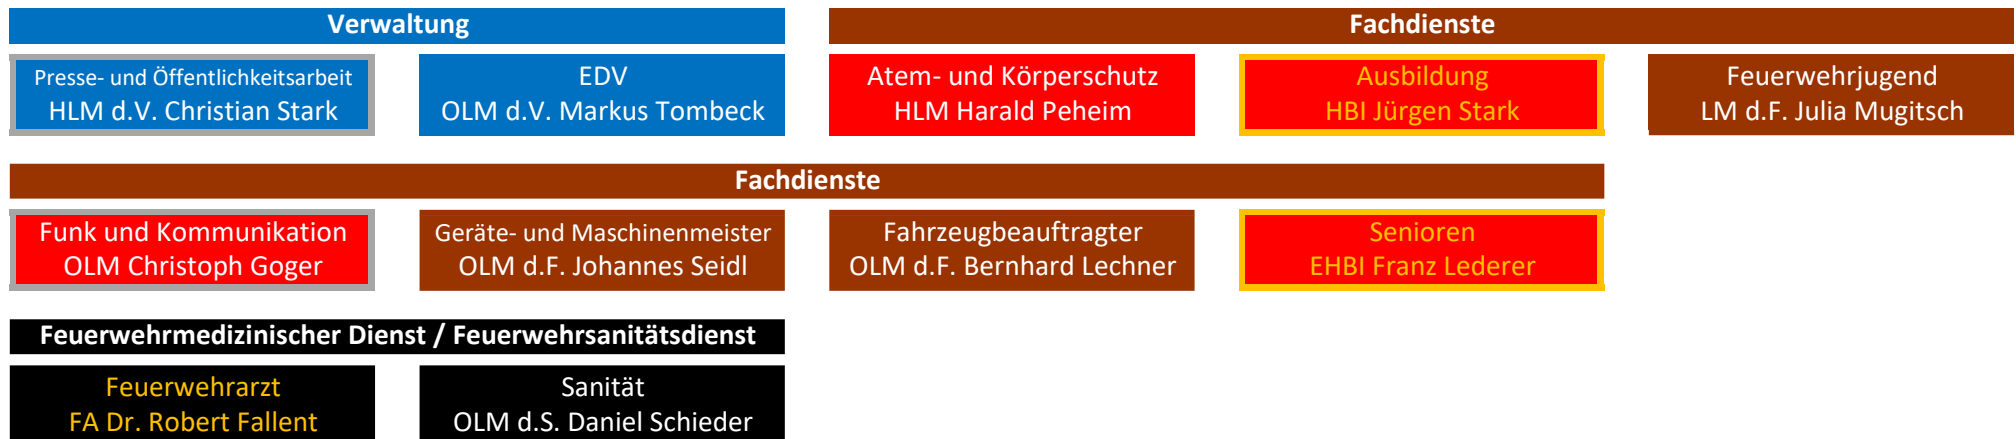 Verwaltung
Fachdienste
Presse- und Öffentlichkeitsarbeit
HLM d.V. Christian Stark
EDV
OLM d.V. Markus Tombeck
Atem- und Körperschutz
HLM Harald Peheim
Ausbildung
HBI Jürgen Stark
Feuerwehrjugend
LM d.F. Julia Mugitsch
Fachdienste
Funk und Kommunikation
OLM Christoph Goger
Geräte- und Maschinenmeister
OLM d.F. Johannes Seidl
Fahrzeugbeauftragter
OLM d.F. Bernhard Lechner
Senioren
EHBI Franz Lederer
Feuerwehrmedizinischer Dienst / Feuerwehrsanitätsdienst
Feuerwehrarzt
FA Dr. Robert Fallent
Sanität
OLM d.S. Daniel Schieder